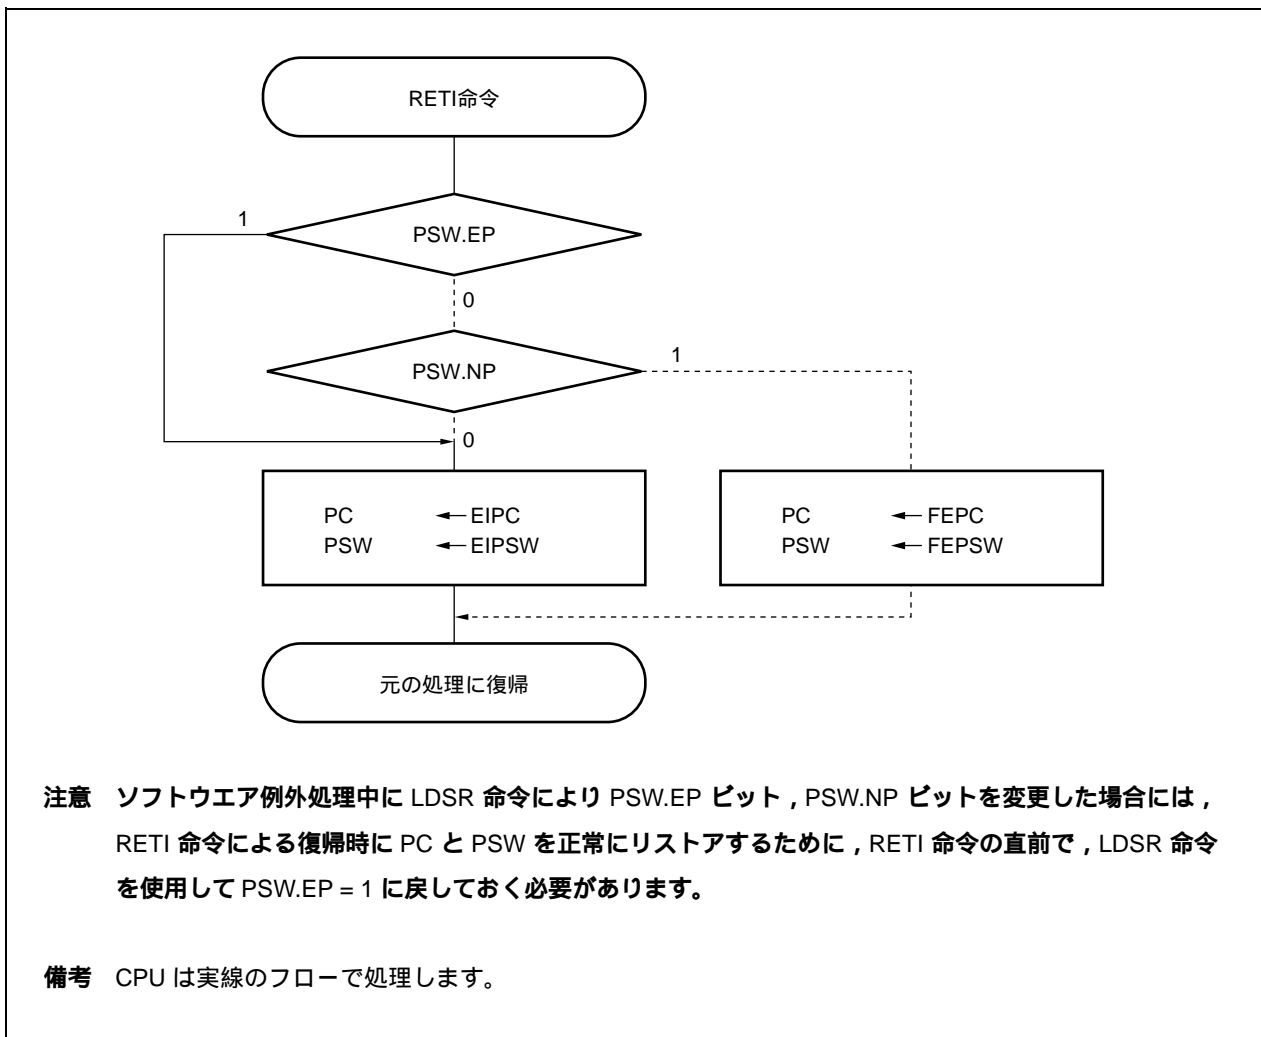 RETI命令
1
PSW.EP
0
PSW.NP
1
0
PC ← EIPC
PSW ← EIPSW
PC ← FEPC
PSW ← FEPSW
元の処理に復帰
注意 ソフトウエア例外処理中に LDSR 命令により PSW.EP ビット，PSW.NP ビットを変更した場合には，
RETI 命令による復帰時に PC と PSW を正常にリストアするために，RETI 命令の直前で，LDSR 命令
を使用して PSW.EP = 1 に戻しておく必要があります。
備考 CPU は実線のフローで処理します。